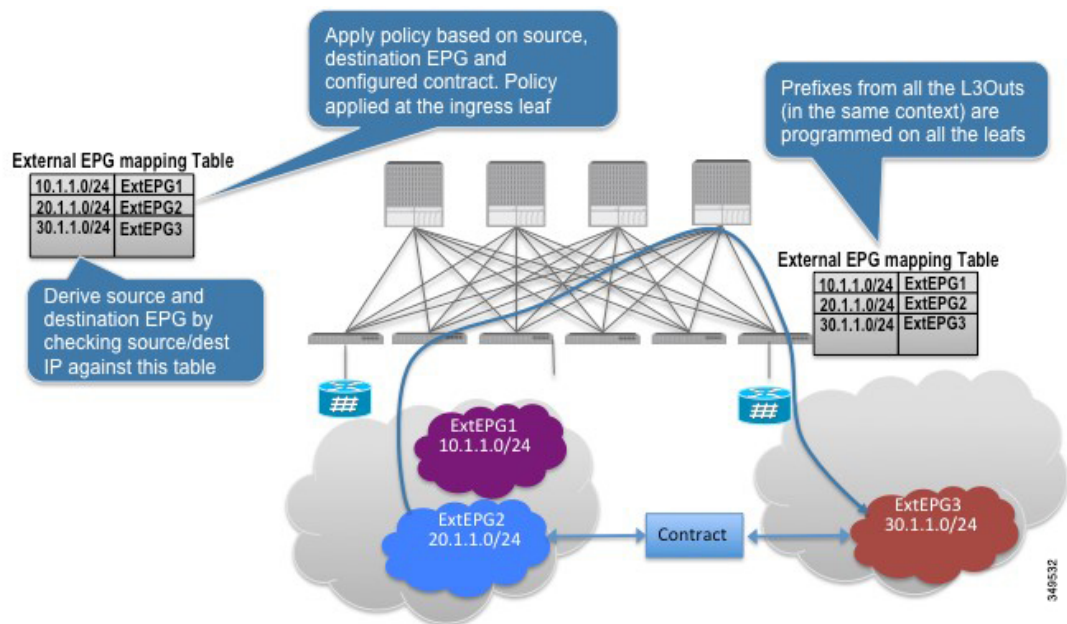 Apply policy based on source,
destination EPG and
configured contract. Policy
applied at the ingress leaf
Prefixes from all the L3Outs
(in the same context) are
programmed on all the leafs
External EPG mapping Table
10.1.1.0/24 ExtEPG1
20.1.1.0/24 ExtEPG2
30.1.1.0/24 ExtEPG3
Derive source and
destination EPG by
checking source/dest
IP against this table
External EPG mapping Table
10.1.1.0/24 ExtEPG1
20.1.1.0/24 ExtEPG2
30.1.1.0/24 ExtEPG3
ExtEPG1
10.1.1.0/24
ExtEPG2
20.1.1.0/24
Contract
ExtEPG3
30.1.1.0/24
349532